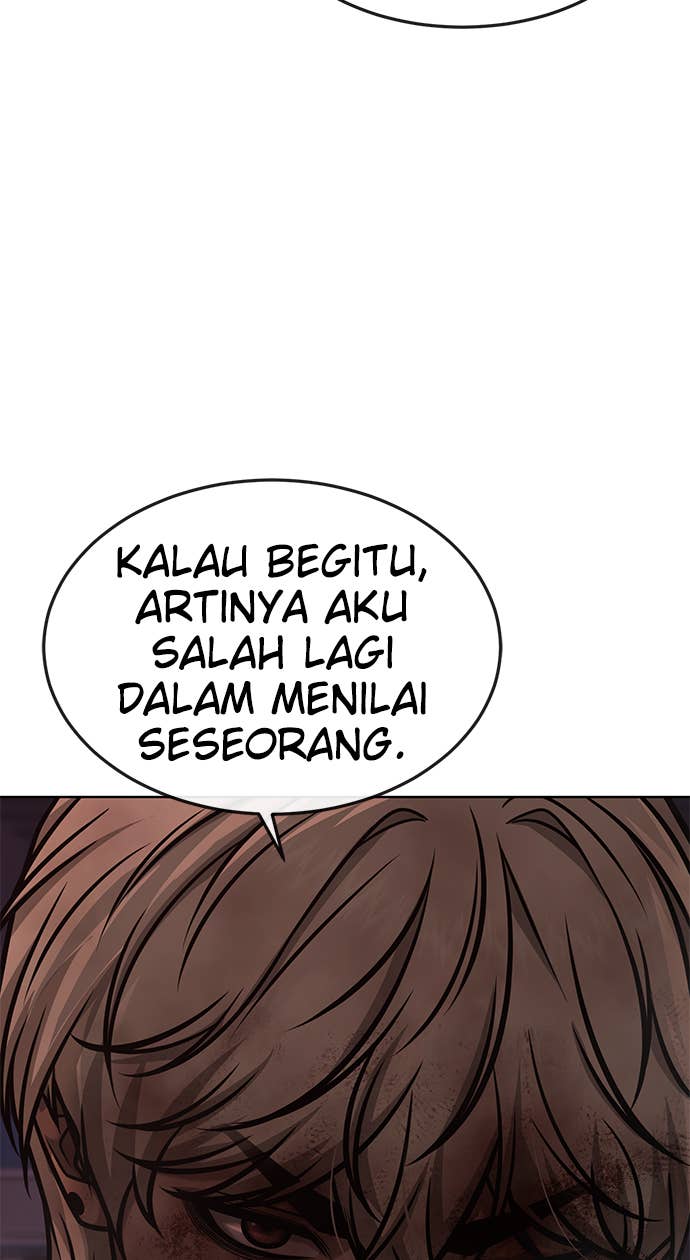 KALAU BEGITU,
ARTINYA AKU
SALAH LAGI
DALAM MENILAI
SESEORANG.